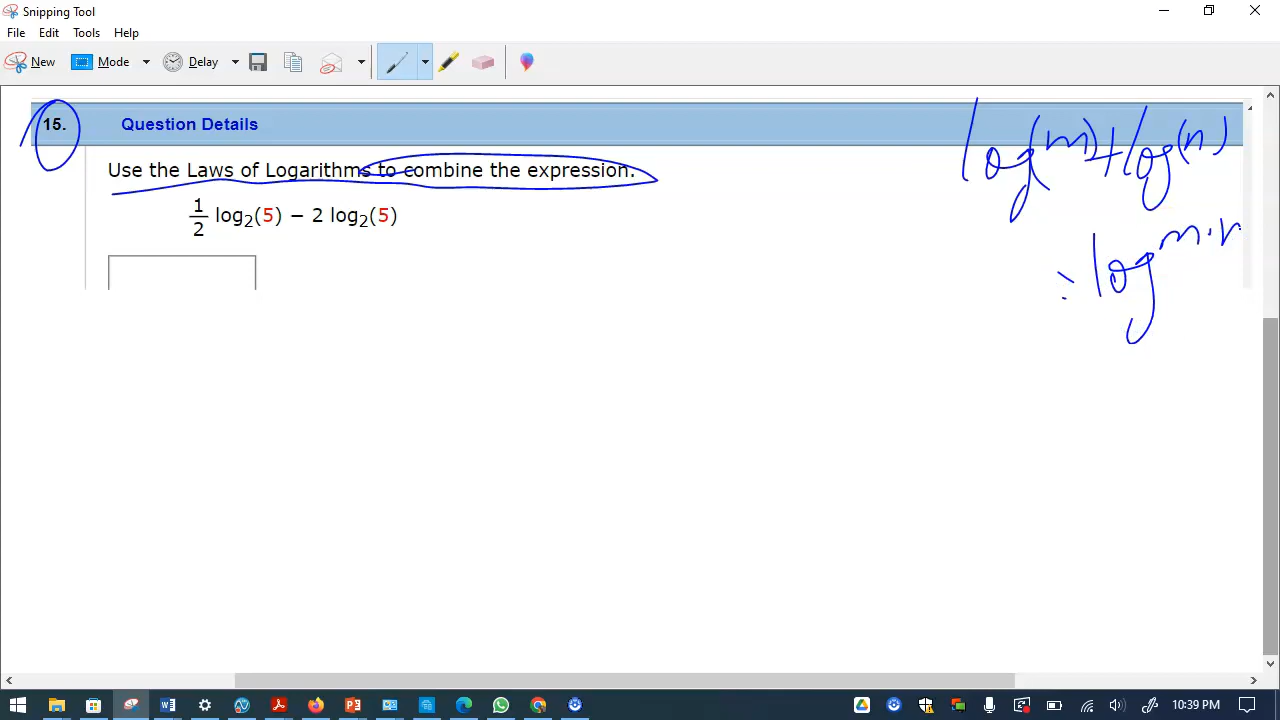 Snipping Tool
File Edit Tools Help
New Mode Delay
15. Question Details
log(m)+log(n)
Use the Laws of Logarithms to combine the expression.
1/2 log₂(5) − 2 log₂(5)
= log m·n
10:39 PM